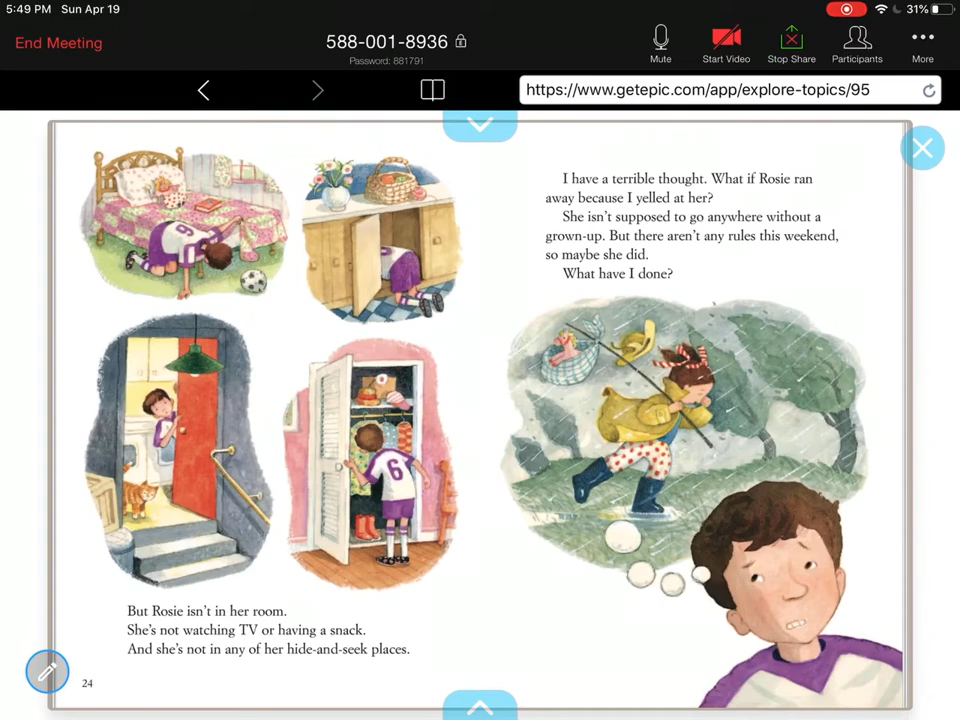 5:49 PM Sun Apr 19
31%
End Meeting
588-001-8936
Password: 881791
Mute
Start Video
Stop Share
Participants
More
https://www.getepic.com/app/explore-topics/95
6
6
But Rosie isn't in her room.
She's not watching TV or having a snack.
And she's not in any of her hide-and-seek places.
24
I have a terrible thought. What if Rosie ran
away because I yelled at her?
She isn't supposed to go anywhere without a
grown-up. But there aren't any rules this weekend,
so maybe she did.
What have I done?